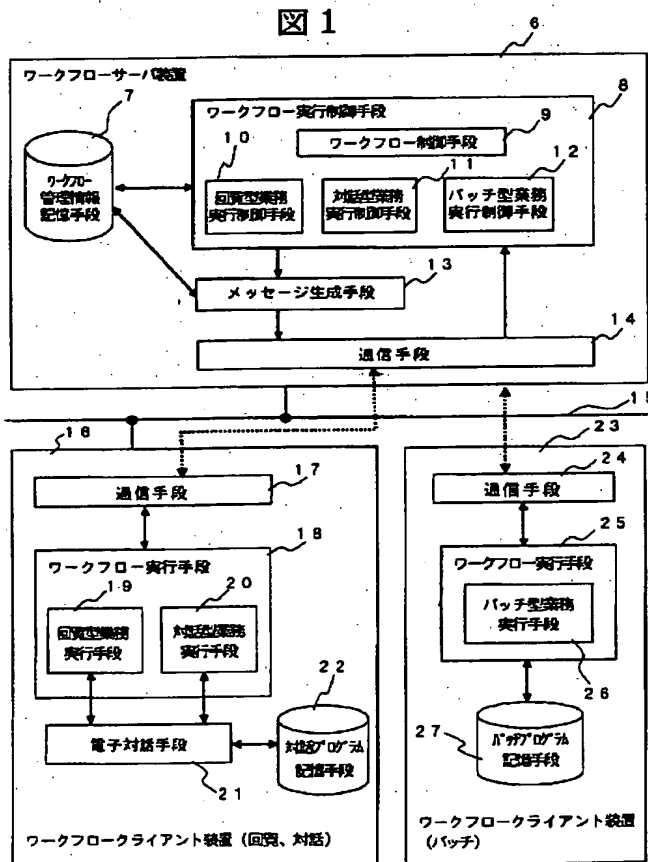 図1
6
ワークフローサーバ装置
7
8
ワークフロー実行制御手段
9
ワークフロー制御手段
10
11
12
ワークフロー
管理情報
記憶手段
回覧型業務
実行制御手段
対話型業務
実行制御手段
バッチ型業務
実行制御手段
13
メッセージ生成手段
14
通信手段
15
16
23
17
24
通信手段
通信手段
18
25
ワークフロー実行手段
ワークフロー実行手段
19
20
回覧型業務
実行手段
対話型業務
実行手段
バッチ型業務
実行手段
26
22
電子対話手段
対話プログラム
記憶手段
27
バッチプログラム
記憶手段
21
ワークフロークライアント装置(回覧、対話)
ワークフロークライアント装置
(バッチ)